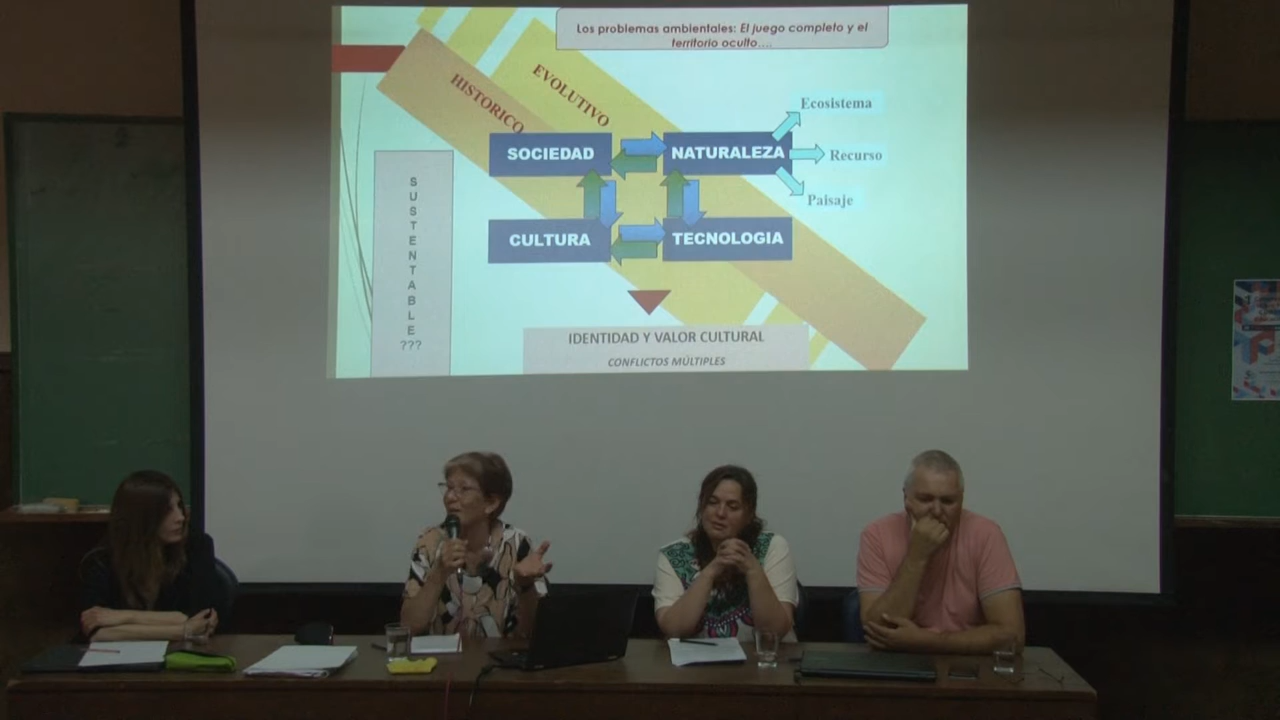 Los problemas ambientales: El juego completo y el
territorio oculto....
HISTORICO
EVOLUTIVO
SOCIEDAD
NATURALEZA
Ecosistema
Recurso
Paisaje
CULTURA
TECNOLOGIA
SUSTENTABLE
???
IDENTIDAD Y VALOR CULTURAL
CONFLICTOS MÚLTIPLES